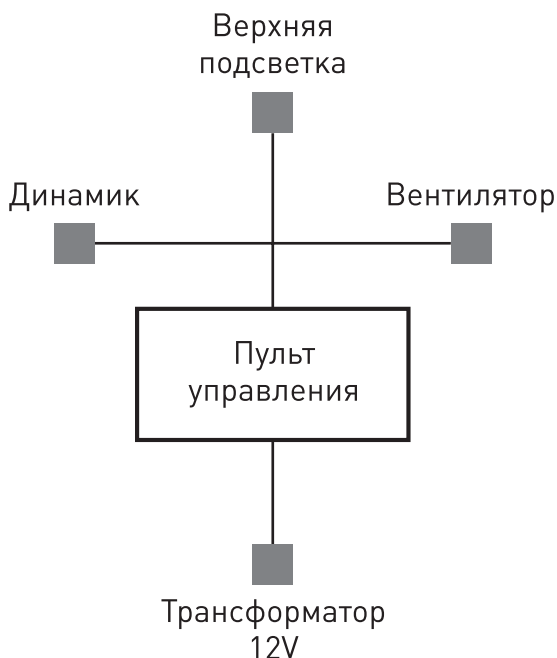 Верхняя
подсветка
Динамик
Вентилятор
Пульт
управления
Трансформатор
12V